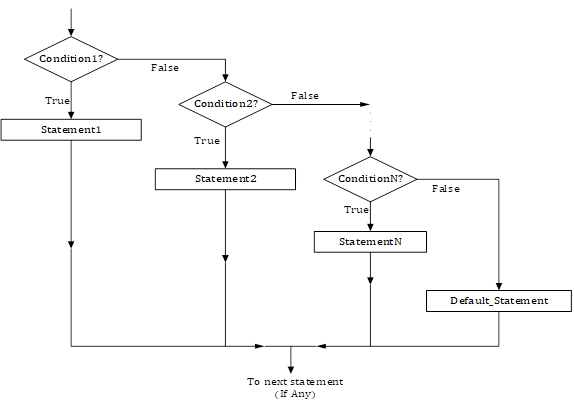 Condition1?
False
True
Statement1
Condition2?
False
True
Statement2
ConditionN?
False
True
StatementN
Default_Statement
To next statement
(If Any)